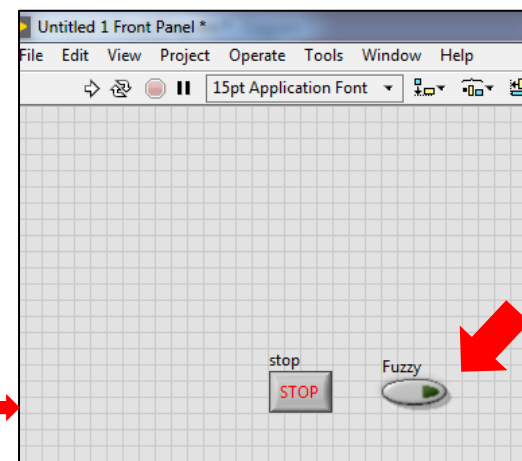 Untitled 1 Front Panel *
File Edit View Project Operate Tools Window Help
15pt Application Font
stop
Fuzzy
STOP